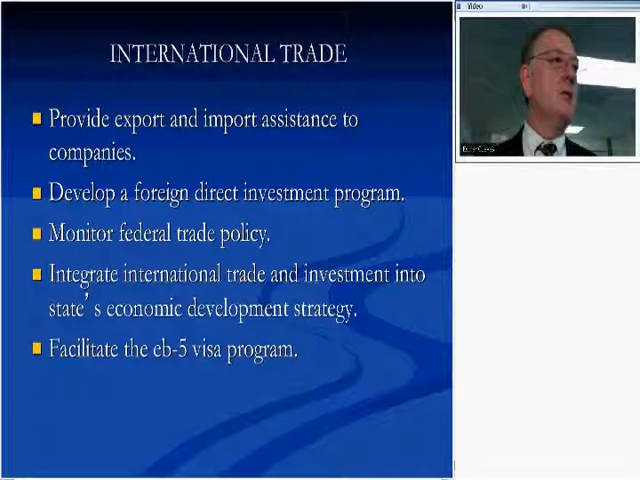 Video
INTERNATIONAL TRADE
Provide export and import assistance to
companies.
Develop a foreign direct investment program.
Monitor federal trade policy.
Integrate international trade and investment into
state's economic development strategy.
Facilitate the eb-5 visa program.